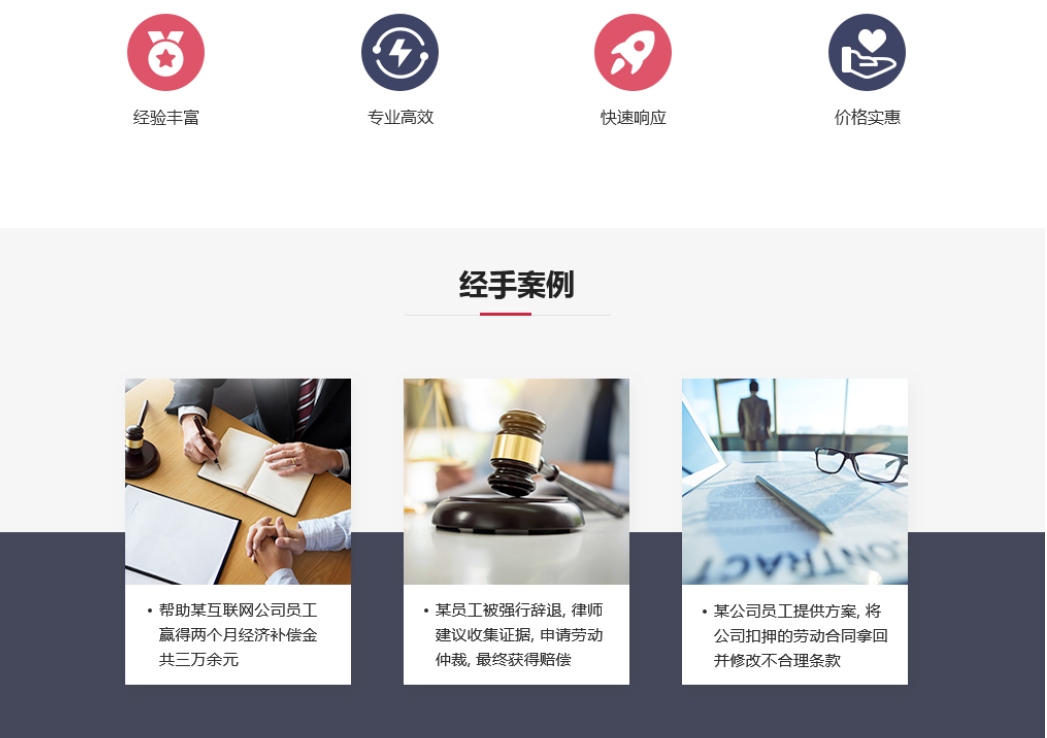 经验丰富
专业高效
快速响应
价格实惠
经手案例
• 帮助某互联网公司员工
赢得两个月经济补偿金
共三万余元
• 某员工被强行辞退, 律师
建议收集证据, 申请劳动
仲裁, 最终获得赔偿
• 某公司员工提供方案, 将
公司扣押的劳动合同拿回
并修改不合理条款
CONTRACT